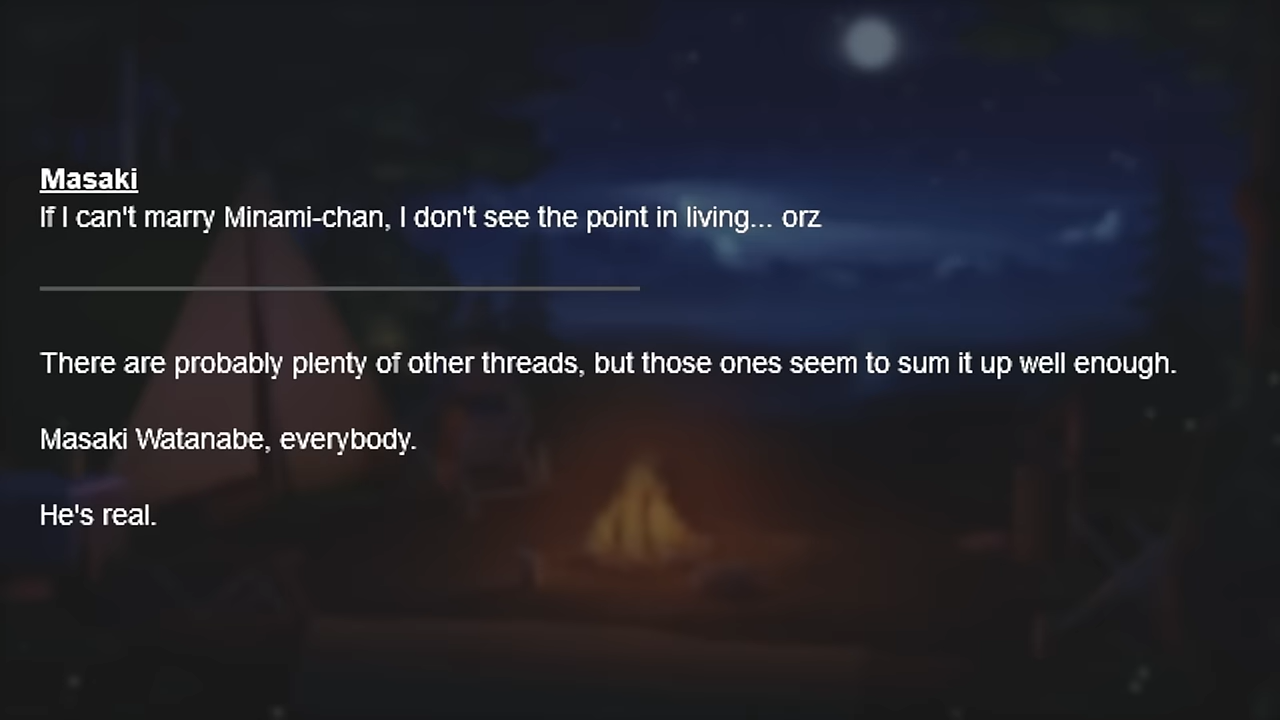 Masaki
If I can't marry Minami-chan, I don't see the point in living... orz
There are probably plenty of other threads, but those ones seem to sum it up well enough.
Masaki Watanabe, everybody.
He's real.